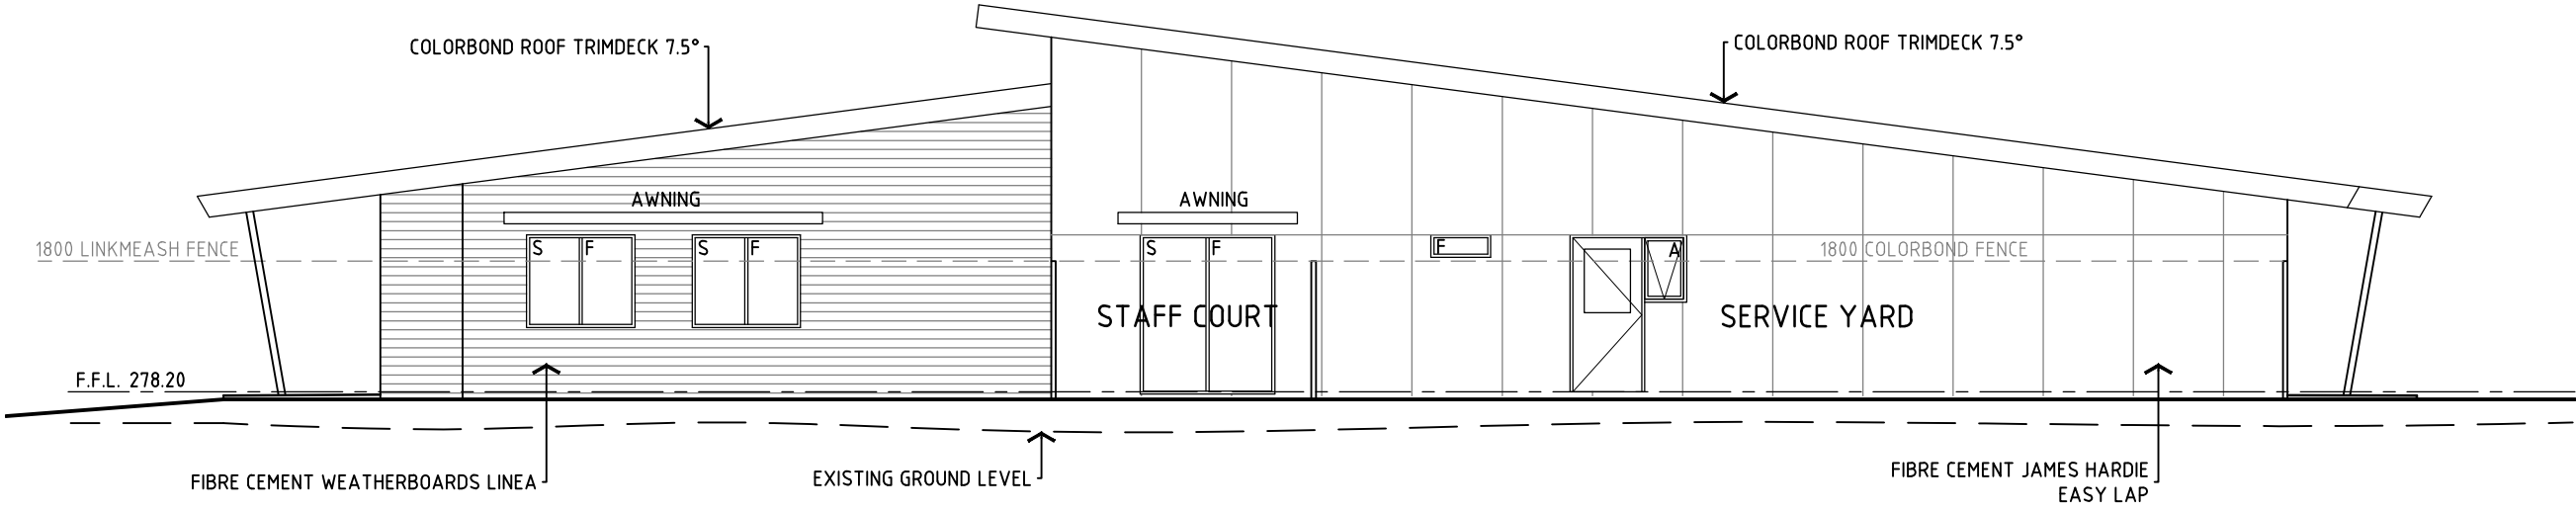 COLORBOND ROOF TRIMDECK 7.5°
COLORBOND ROOF TRIMDECK 7.5°
AWNING
AWNING
1800 LINKMEASH FENCE
S F
S F
S F
F
A
1800 COLORBOND FENCE
STAFF COURT
SERVICE YARD
F.F.L. 278.20
FIBRE CEMENT WEATHERBOARDS LINEA
EXISTING GROUND LEVEL
FIBRE CEMENT JAMES HARDIE
EASY LAP